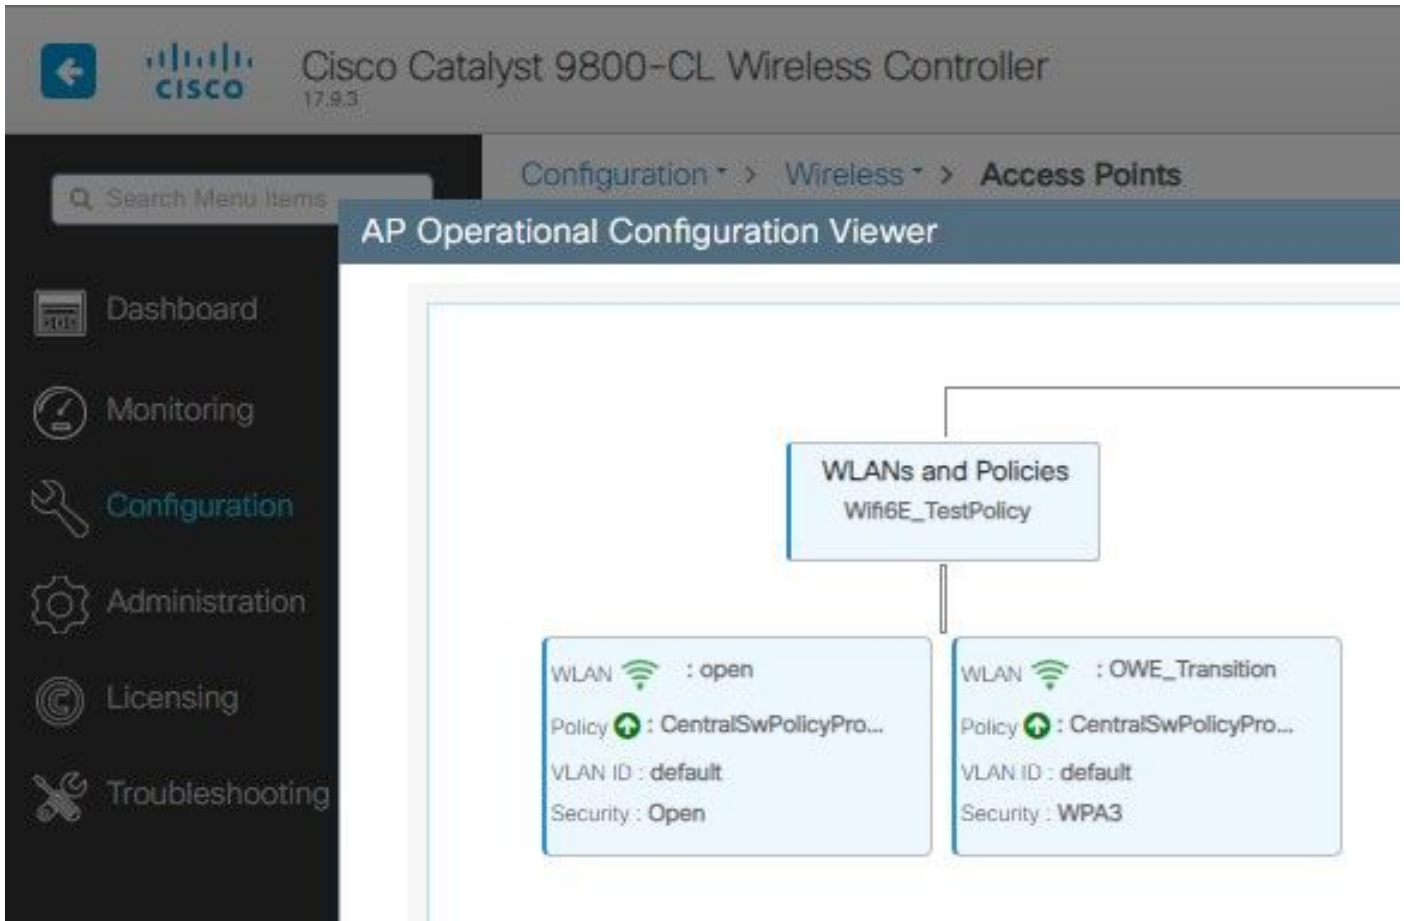 CISCO
Cisco Catalyst 9800-CL Wireless Controller
17.9.3
Search Menu Items
Configuration > Wireless > Access Points
AP Operational Configuration Viewer
Dashboard
Monitoring
Configuration
Administration
Licensing
Troubleshooting
WLANs and Policies
Wifi6E_TestPolicy
WLAN : open
Policy : CentralSwPolicyPro...
VLAN ID : default
Security : Open
WLAN : OWE_Transition
Policy : CentralSwPolicyPro...
VLAN ID : default
Security : WPA3